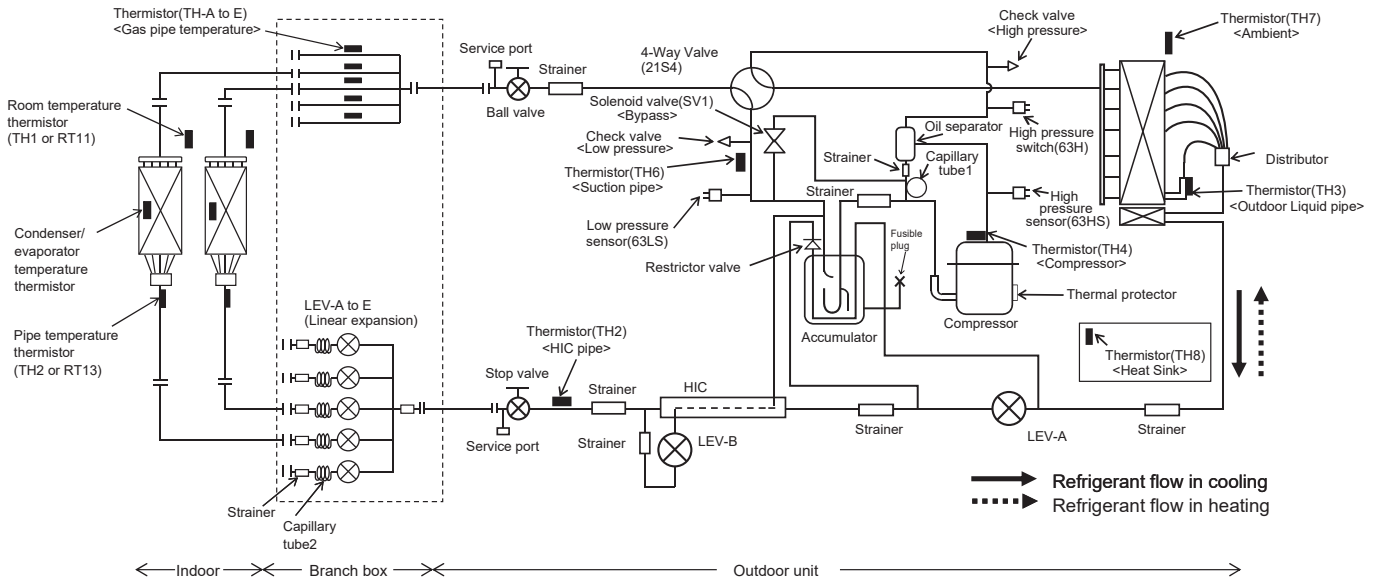 Thermistor(TH-A to E)
<Gas pipe temperature>
Service port
Strainer
Ball valve
4-Way Valve
(21S4)
Check valve
<High pressure>
Thermistor(TH7)
<Ambient>
Room temperature
thermistor
(TH1 or RT11)
Solenoid valve(SV1)
<Bypass>
Check valve
<Low pressure>
Thermistor(TH6)
<Suction pipe>
Low pressure
sensor(63LS)
Oil separator
Strainer
Capillary
tube1
Strainer
High pressure
switch(63H)
High
pressure
sensor(63HS)
Distributor
Thermistor(TH3)
<Outdoor Liquid pipe>
Condenser/
evaporator
temperature
thermistor
Restrictor valve
Fusible
plug
Thermistor(TH4)
<Compressor>
Thermal protector
Compressor
Accumulator
Pipe temperature
thermistor
(TH2 or RT13)
LEV-A to E
(Linear expansion)
Thermistor(TH2)
<HIC pipe>
Stop valve
Strainer
HIC
Thermistor(TH8)
<Heat Sink>
Service port
Strainer
LEV-B
Strainer
LEV-A
Strainer
Strainer
Capillary
tube2
Refrigerant flow in cooling
Refrigerant flow in heating
Indoor
Branch box
Outdoor unit